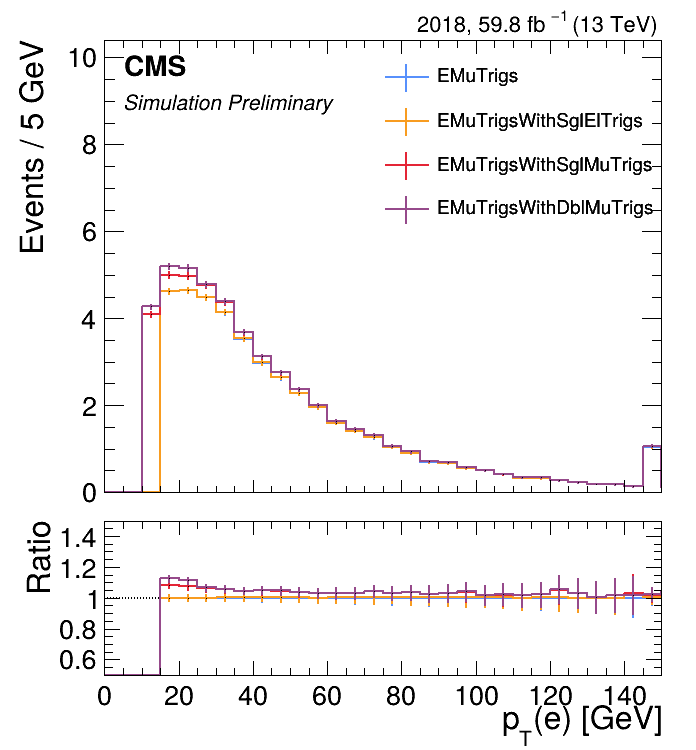 2018, 59.8 fb⁻¹ (13 TeV)
CMS
Simulation Preliminary
EMuTrigs
EMuTrigsWithSglElTrigs
EMuTrigsWithSglMuTrigs
EMuTrigsWithDblMuTrigs
Events / 5 GeV
10
8
6
4
2
0
Ratio
1.4
1.2
1
0.8
0.6
0 20 40 60 80 100 120 140
p_T(e) [GeV]